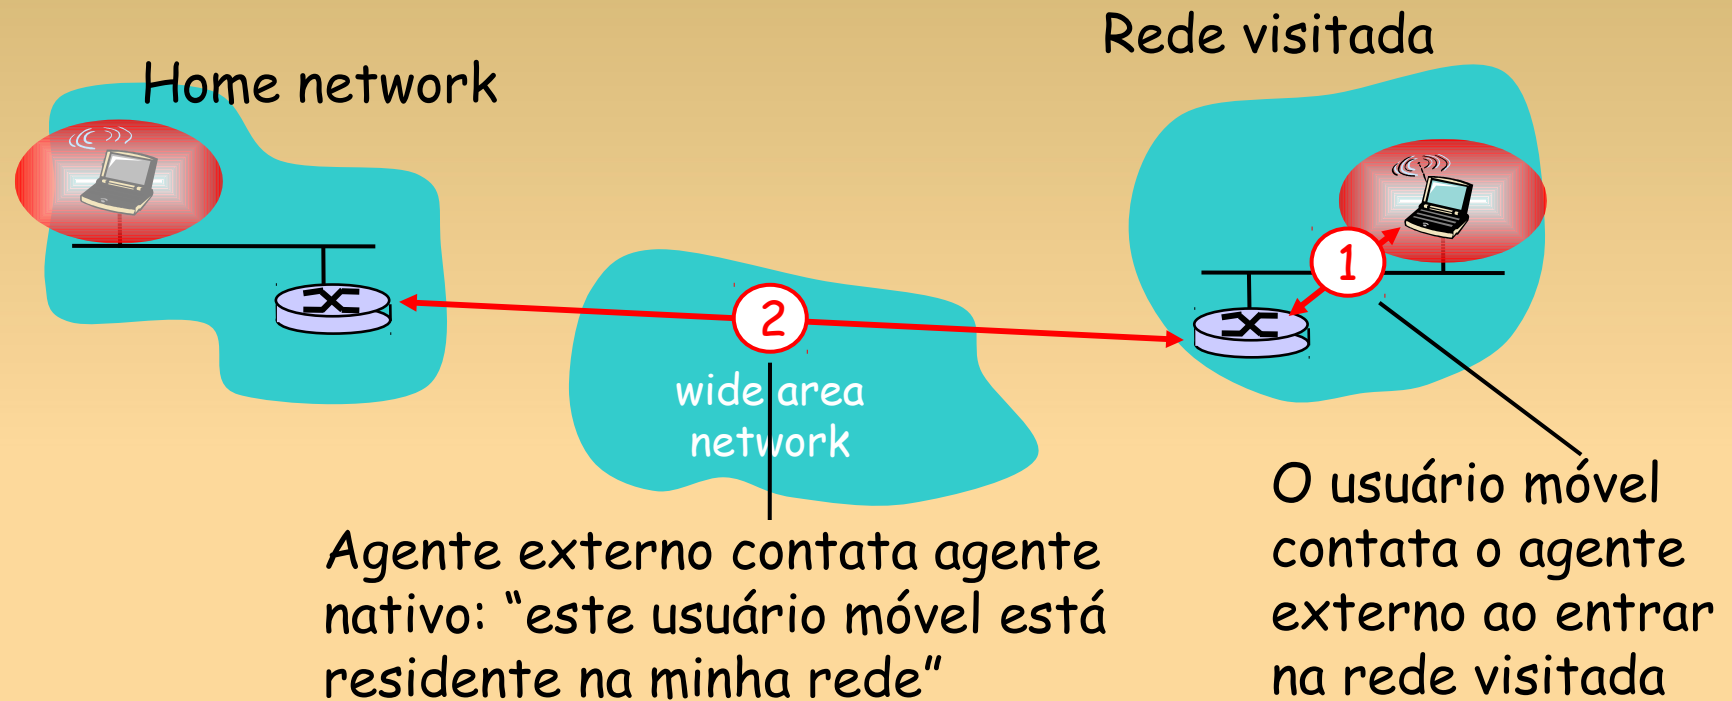 Rede visitada
Home network
1
2
wide area
network
Agente externo contata agente
nativo: “este usuário móvel está
residente na minha rede”
O usuário móvel
contata o agente
externo ao entrar
na rede visitada